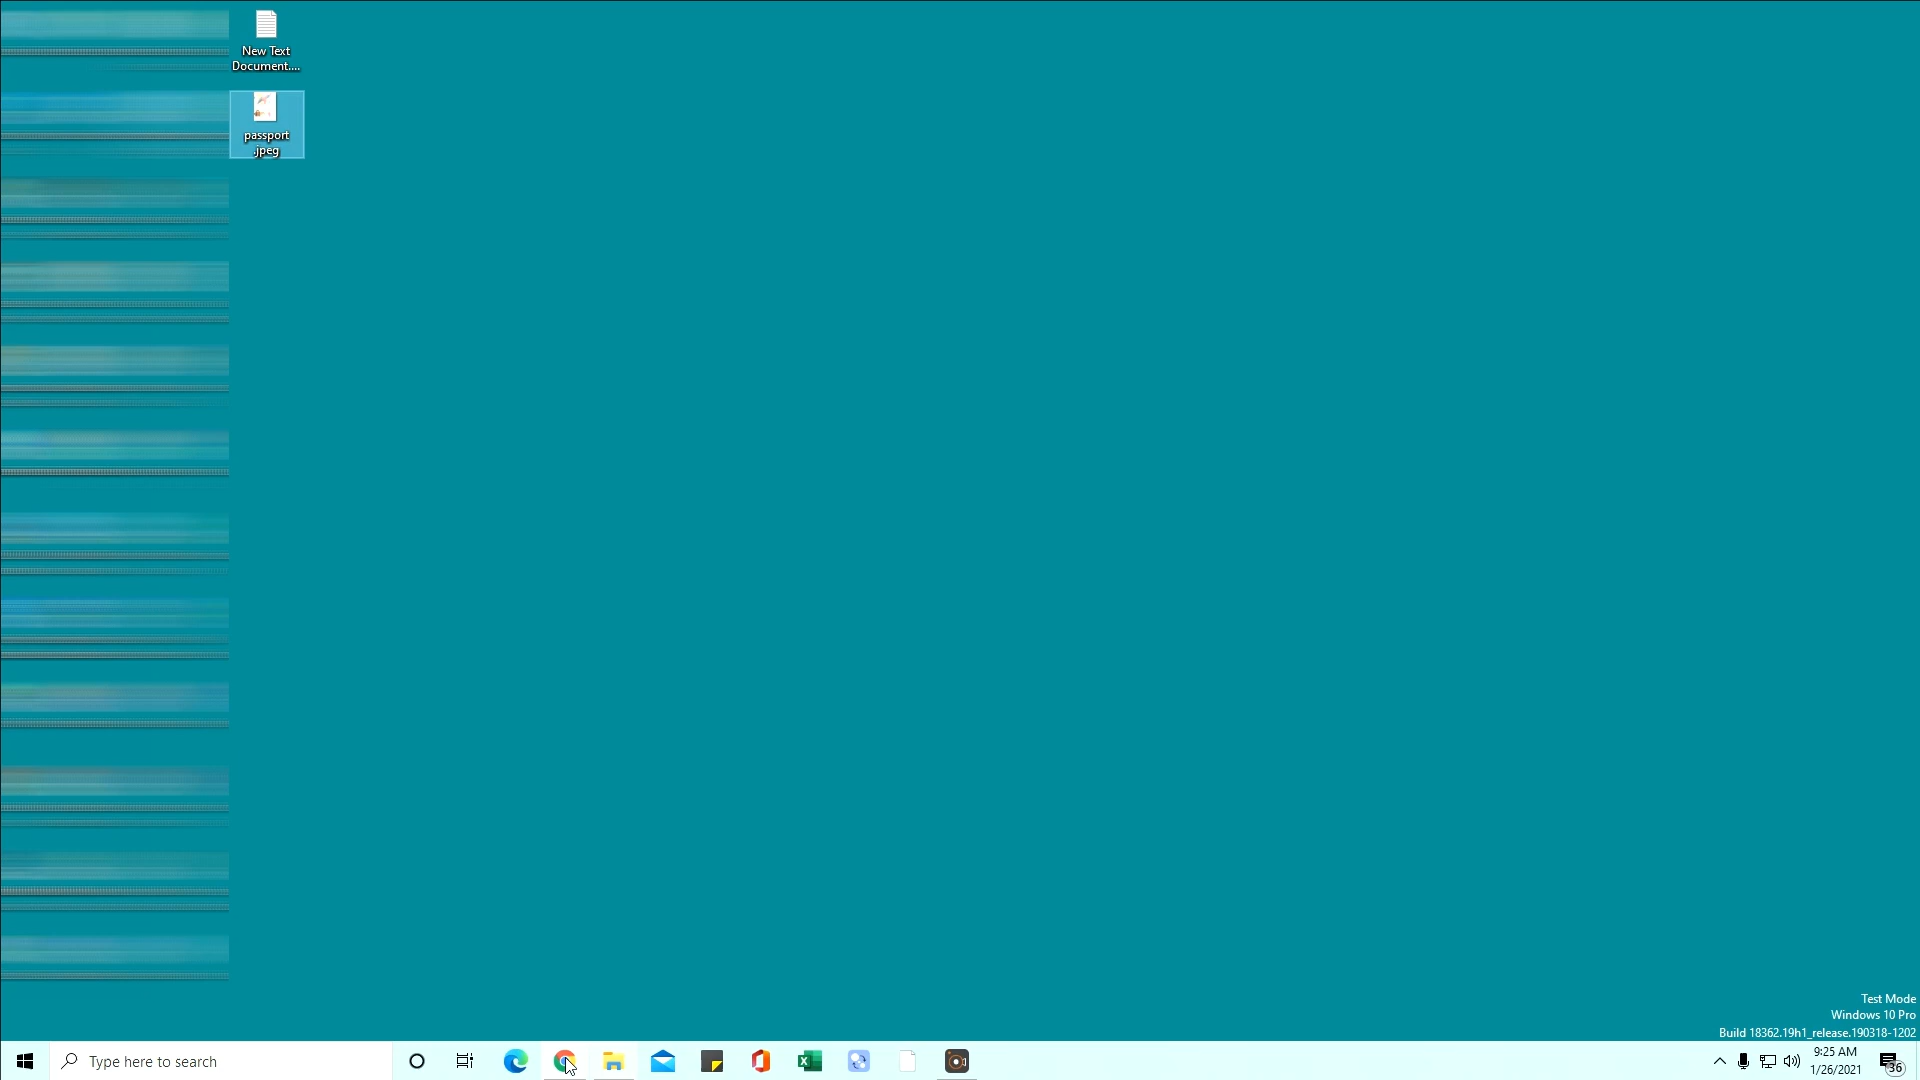 New Text
Document....
passport
.jpeg
Test Mode
Windows 10 Pro
Build 18362.19h1_release.190318-1202
Type here to search
9:25 AM
1/26/2021
36